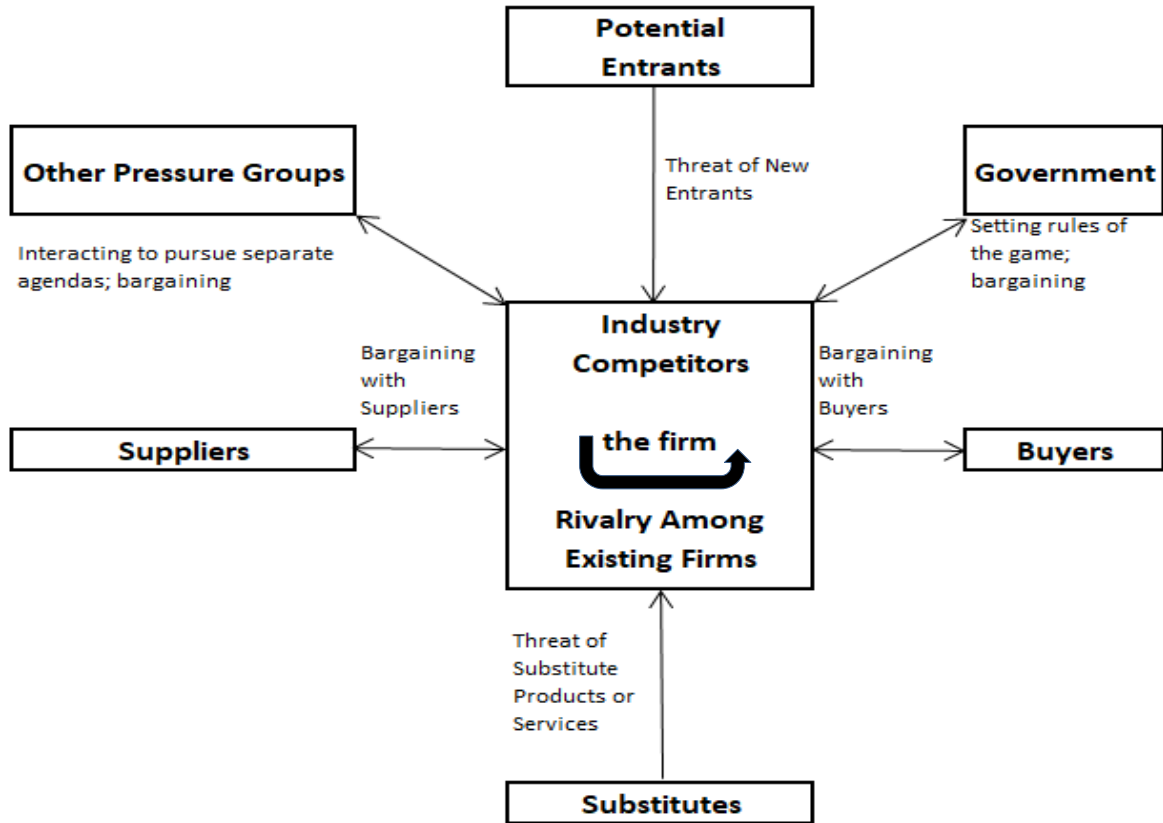 Potential
Entrants
Other Pressure Groups
Threat of New
Entrants
Government
Interacting to pursue separate
agendas; bargaining
Setting rules of
the game;
bargaining
Industry
Competitors
Bargaining
with
Suppliers
Bargaining
with
Buyers
Suppliers
the firm
Buyers
Rivalry Among
Existing Firms
Threat of
Substitute
Products or
Services
Substitutes